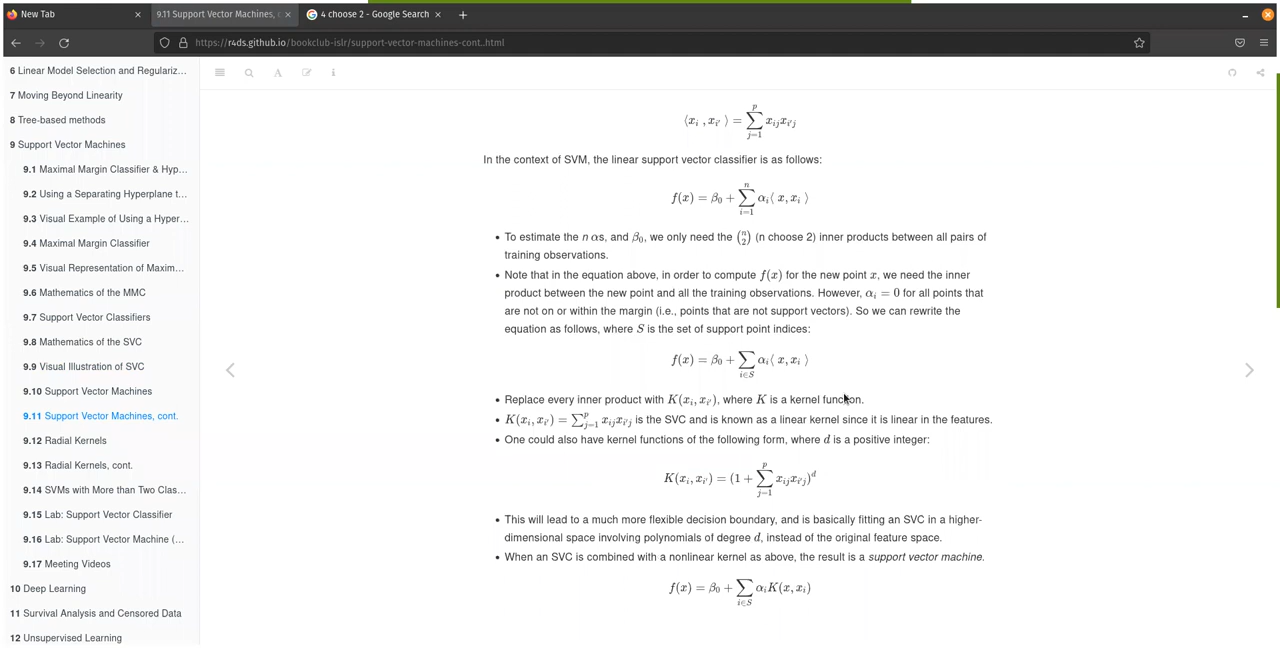 New Tab
9.11 Support Vector Machines, c
4 choose 2 - Google Search
https://r4ds.github.io/bookclub-islr/support-vector-machines-cont..html
6 Linear Model Selection and Regulariz…
7 Moving Beyond Linearity
8 Tree-based methods
9 Support Vector Machines
9.1 Maximal Margin Classifier & Hyp…
9.2 Using a Separating Hyperplane t…
9.3 Visual Example of Using a Hyper…
9.4 Maximal Margin Classifier
9.5 Visual Representation of Maxim…
9.6 Mathematics of the MMC
9.7 Support Vector Classifiers
9.8 Mathematics of the SVC
9.9 Visual Illustration of SVC
9.10 Support Vector Machines
9.11 Support Vector Machines, cont.
9.12 Radial Kernels
9.13 Radial Kernels, cont.
9.14 SVMs with More than Two Clas…
9.15 Lab: Support Vector Classifier
9.16 Lab: Support Vector Machine (…
9.17 Meeting Videos
10 Deep Learning
11 Survival Analysis and Censored Data
12 Unsupervised Learning
⟨x_i , x_{i'}⟩ = ∑_{j=1}^{p} x_{ij}x_{i'j}
In the context of SVM, the linear support vector classifier is as follows:
f(x) = β_0 + ∑_{i=1}^{n} α_i⟨ x, x_i ⟩
• To estimate the n αs, and β_0, we only need the (n 2) (n choose 2) inner products between all pairs of
training observations.
• Note that in the equation above, in order to compute f(x) for the new point x, we need the inner
product between the new point and all the training observations. However, α_i = 0 for all points that
are not on or within the margin (i.e., points that are not support vectors). So we can rewrite the
equation as follows, where S is the set of support point indices:
f(x) = β_0 + ∑_{i∈S} α_i⟨ x, x_i ⟩
• Replace every inner product with K(x_i, x_{i'}), where K is a kernel function.
• K(x_i, x_{i'}) = ∑_{j=1}^{p} x_{ij}x_{i'j} is the SVC and is known as a linear kernel since it is linear in the features.
• One could also have kernel functions of the following form, where d is a positive integer:
K(x_i, x_{i'}) = (1 + ∑_{j=1}^{p} x_{ij}x_{i'j})^d
• This will lead to a much more flexible decision boundary, and is basically fitting an SVC in a higher-
dimensional space involving polynomials of degree d, instead of the original feature space.
• When an SVC is combined with a nonlinear kernel as above, the result is a support vector machine.
f(x) = β_0 + ∑_{i∈S} α_iK(x, x_i)